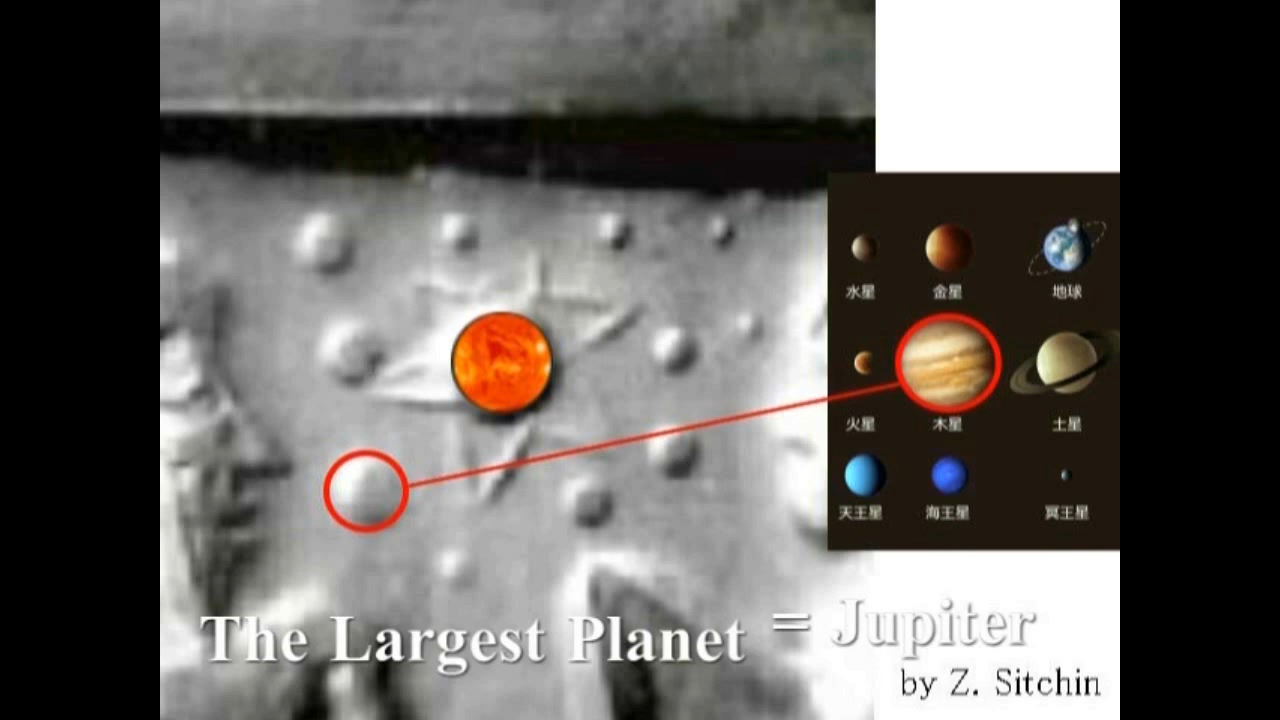 水星 金星 地球
火星 木星 土星
天王星 海王星 冥王星
The Largest Planet = Jupiter
by Z. Sitchin